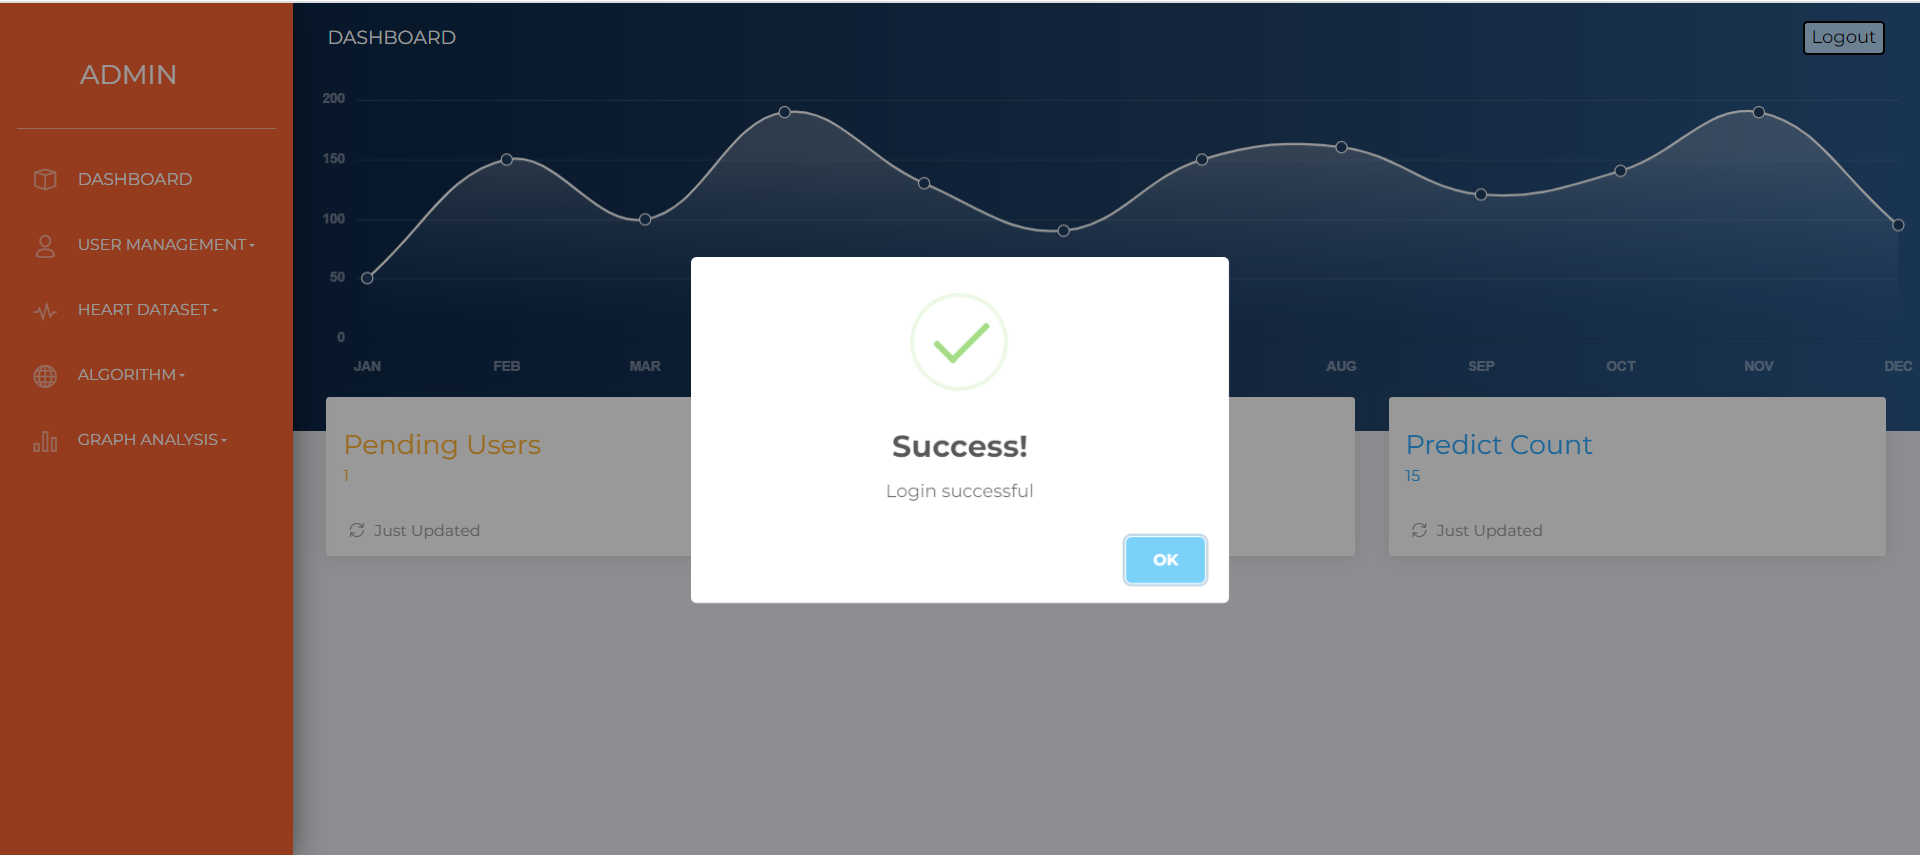 ADMIN
DASHBOARD
USER MANAGEMENT
HEART DATASET
ALGORITHM
GRAPH ANALYSIS
DASHBOARD
Logout
200
150
100
50
0
JAN FEB MAR AUG SEP OCT NOV DEC
Pending Users
1
Just Updated
Success!
Login successful
OK
Predict Count
15
Just Updated